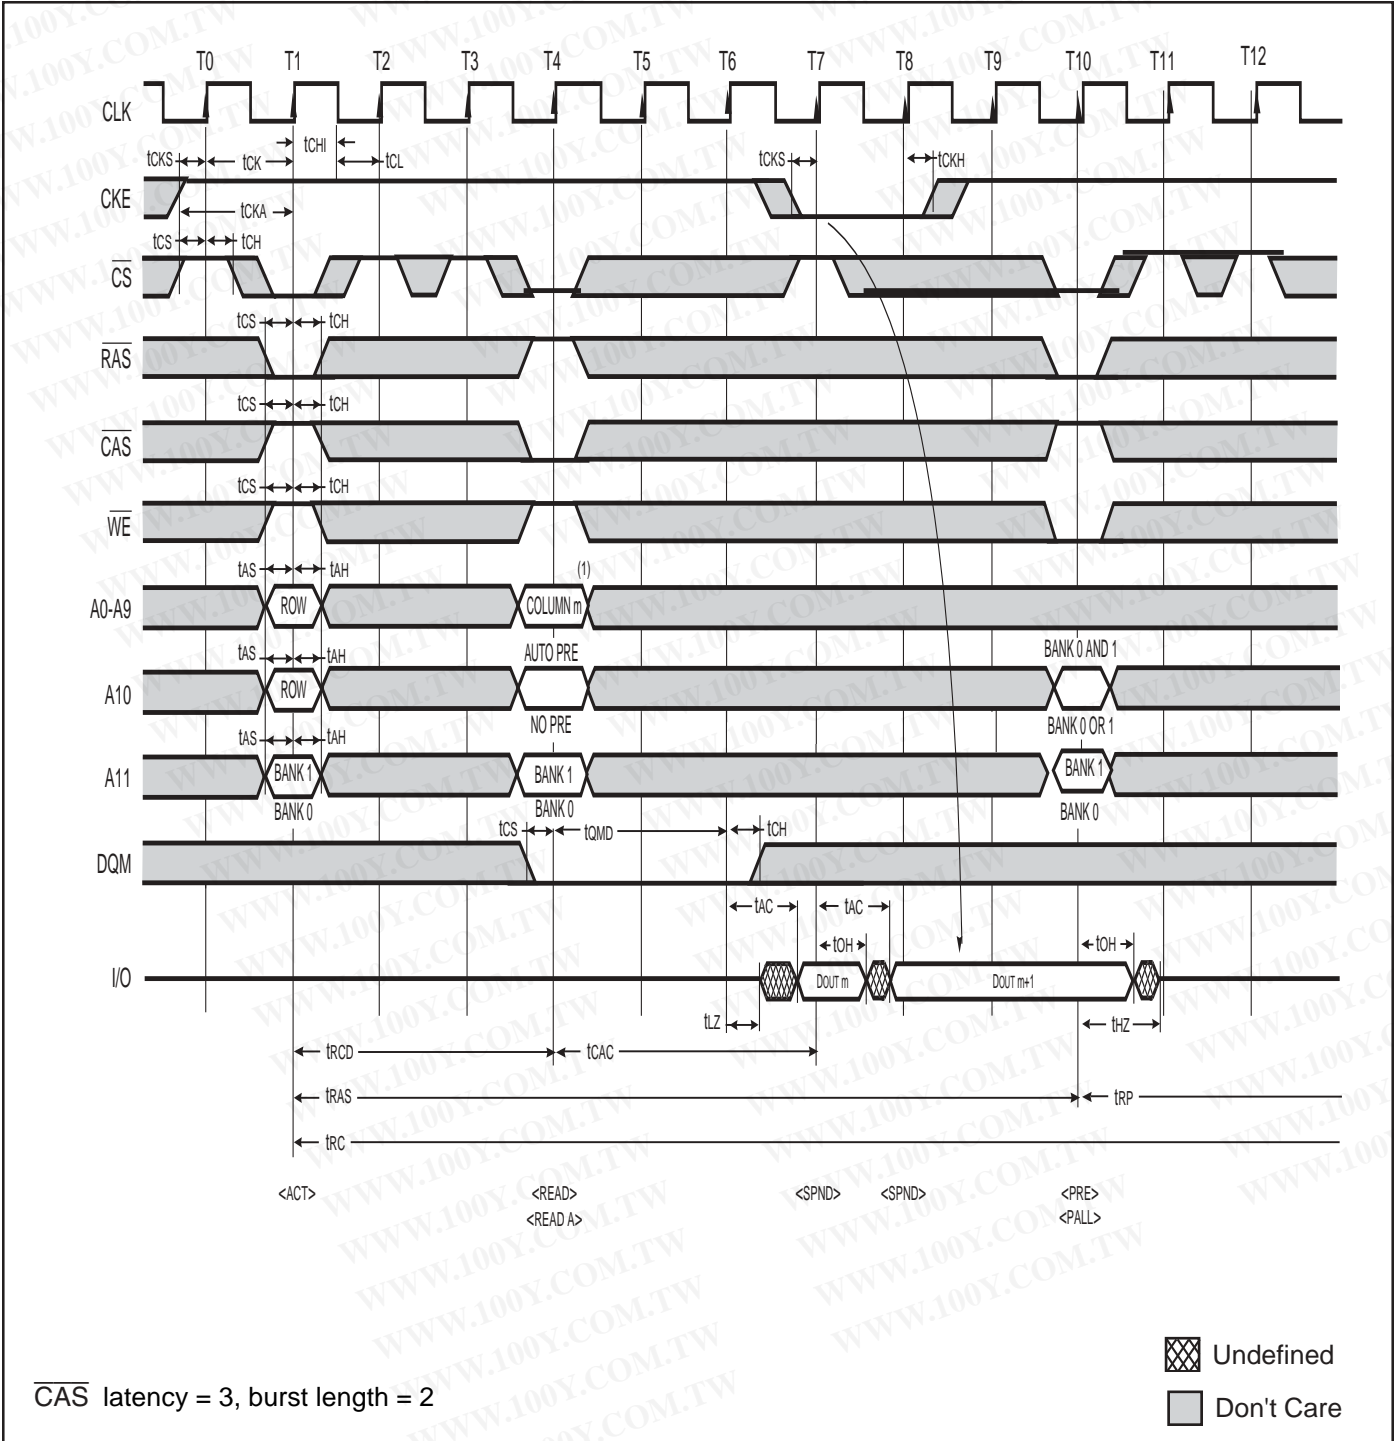 T0 T1 T2 T3 T4 T5 T6 T7 T8 T9 T10 T11 T12
CLK
tCHI
tCKS tCK tCL tCKS tCKH
CKE
tCKA
tCS tCH
CS
tCS tCH
RAS
tCS tCH
CAS
tCS tCH
WE
tAS tAH (1)
A0-A9 ROW COLUMN m
tAS tAH AUTO PRE BANK 0 AND 1
A10 ROW
NO PRE BANK 0 OR 1
tAS tAH
A11 BANK 1 BANK 1 BANK 1
BANK 0 BANK 0 BANK 0
tCS tQMD tCH
DQM
tAC tAC
tOH tOH
I/O DOUT m DOUT m+1
tLZ tHZ
tRCD tCAC
tRAS tRP
tRC
<ACT> <READ> <SPND> <SPND> <PRE>
<READ A> <PALL>
Undefined
CAS latency = 3, burst length = 2
Don't Care
WWW.100Y.COM.TW